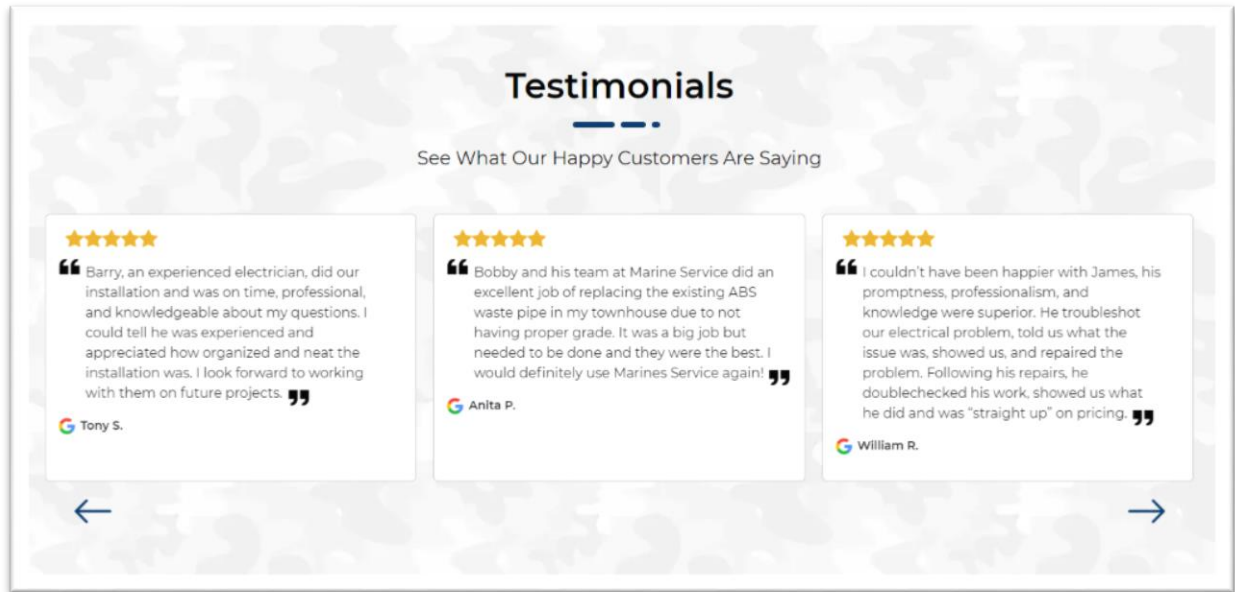 Testimonials
See What Our Happy Customers Are Saying
“ Barry, an experienced electrician, did our
installation and was on time, professional,
and knowledgeable about my questions. I
could tell he was experienced and
appreciated how organized and neat the
installation was. I look forward to working
with them on future projects. ”
Tony S.
“ Bobby and his team at Marine Service did an
excellent job of replacing the existing ABS
waste pipe in my townhouse due to not
having proper grade. It was a big job but
needed to be done and they were the best. I
would definitely use Marines Service again! ”
Anita P.
“ I couldn't have been happier with James, his
promptness, professionalism, and
knowledge were superior. He troubleshot
our electrical problem, told us what the
issue was, showed us, and repaired the
problem. Following his repairs, he
doublechecked his work, showed us what
he did and was “straight up” on pricing. ”
William R.